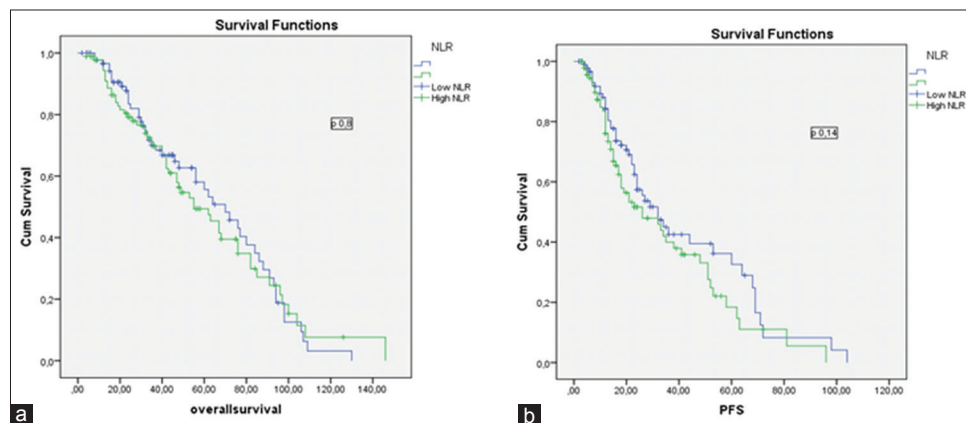 Survival Functions
NLR
Low NLR
High NLR
p 0,8
Cum Survival
1,0
0,8
0,6
0,4
0,2
0,0
,00 20,00 40,00 60,00 80,00 100,00 120,00 140,00
overallsurvival
a
Survival Functions
NLR
Low NLR
High NLR
p 0,14
Cum Survival
1,0
0,8
0,6
0,4
0,2
0,0
,00 20,00 40,00 60,00 80,00 100,00 120,00
PFS
b